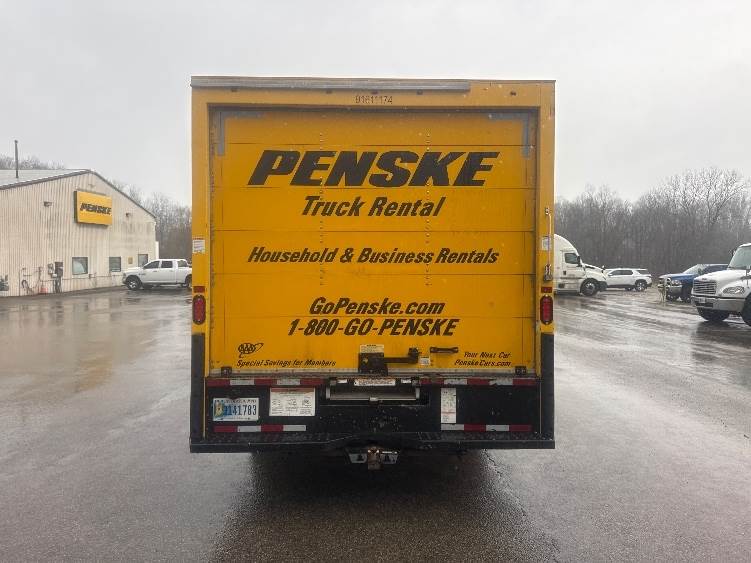 91611174
PENSKE
Truck Rental
Household & Business Rentals
GoPenske.com
1-800-GO-PENSKE
AAA
Special Savings for Members
Your Next Car
PenskeCars.com
PENSKE